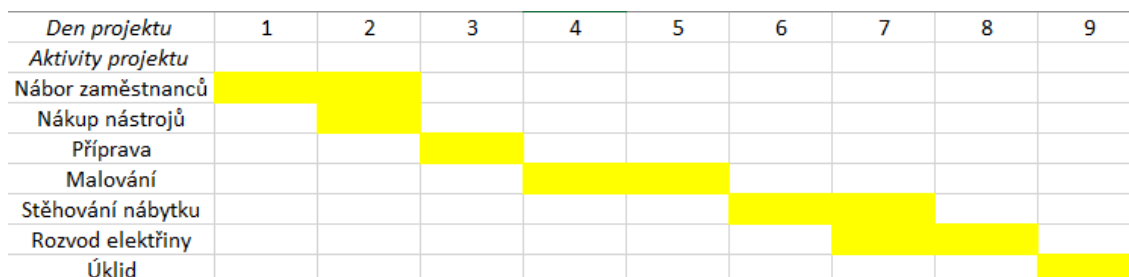 Den projektu 1 2 3 4 5 6 7 8 9
Aktivity projektu
Nábor zaměstnanců
Nákup nástrojů
Příprava
Malování
Stěhování nábytku
Rozvod elektřiny
Úklid